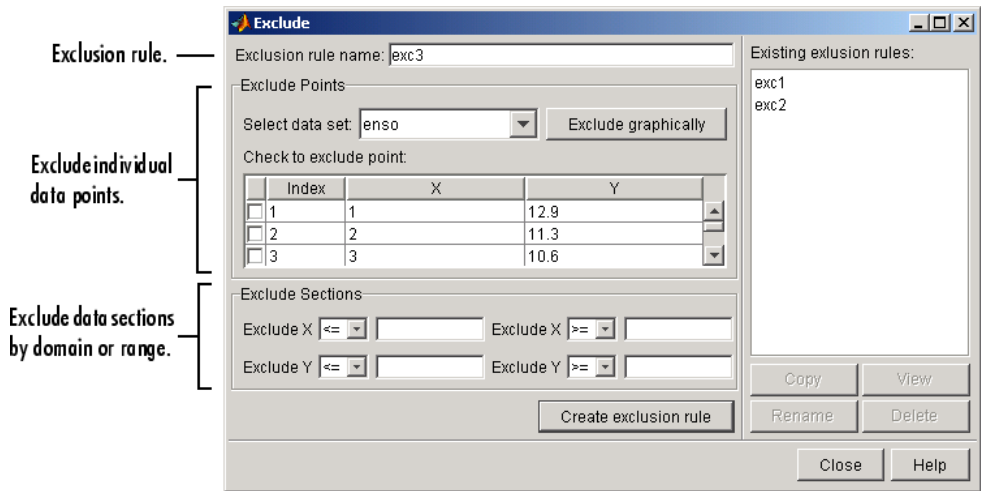 Exclude
Exclusion rule.
Exclusion rule name: exc3
Existing exlusion rules:
exc1
exc2
Exclude Points
Select data set: enso
Exclude graphically
Check to exclude point:
Exclude individual
data points.
Index X Y
1 1 12.9
2 2 11.3
3 3 10.6
Exclude Sections
Exclude data sections
by domain or range.
Exclude X <= Exclude X >=
Exclude Y <= Exclude Y >=
Create exclusion rule
Copy View
Rename Delete
Close Help